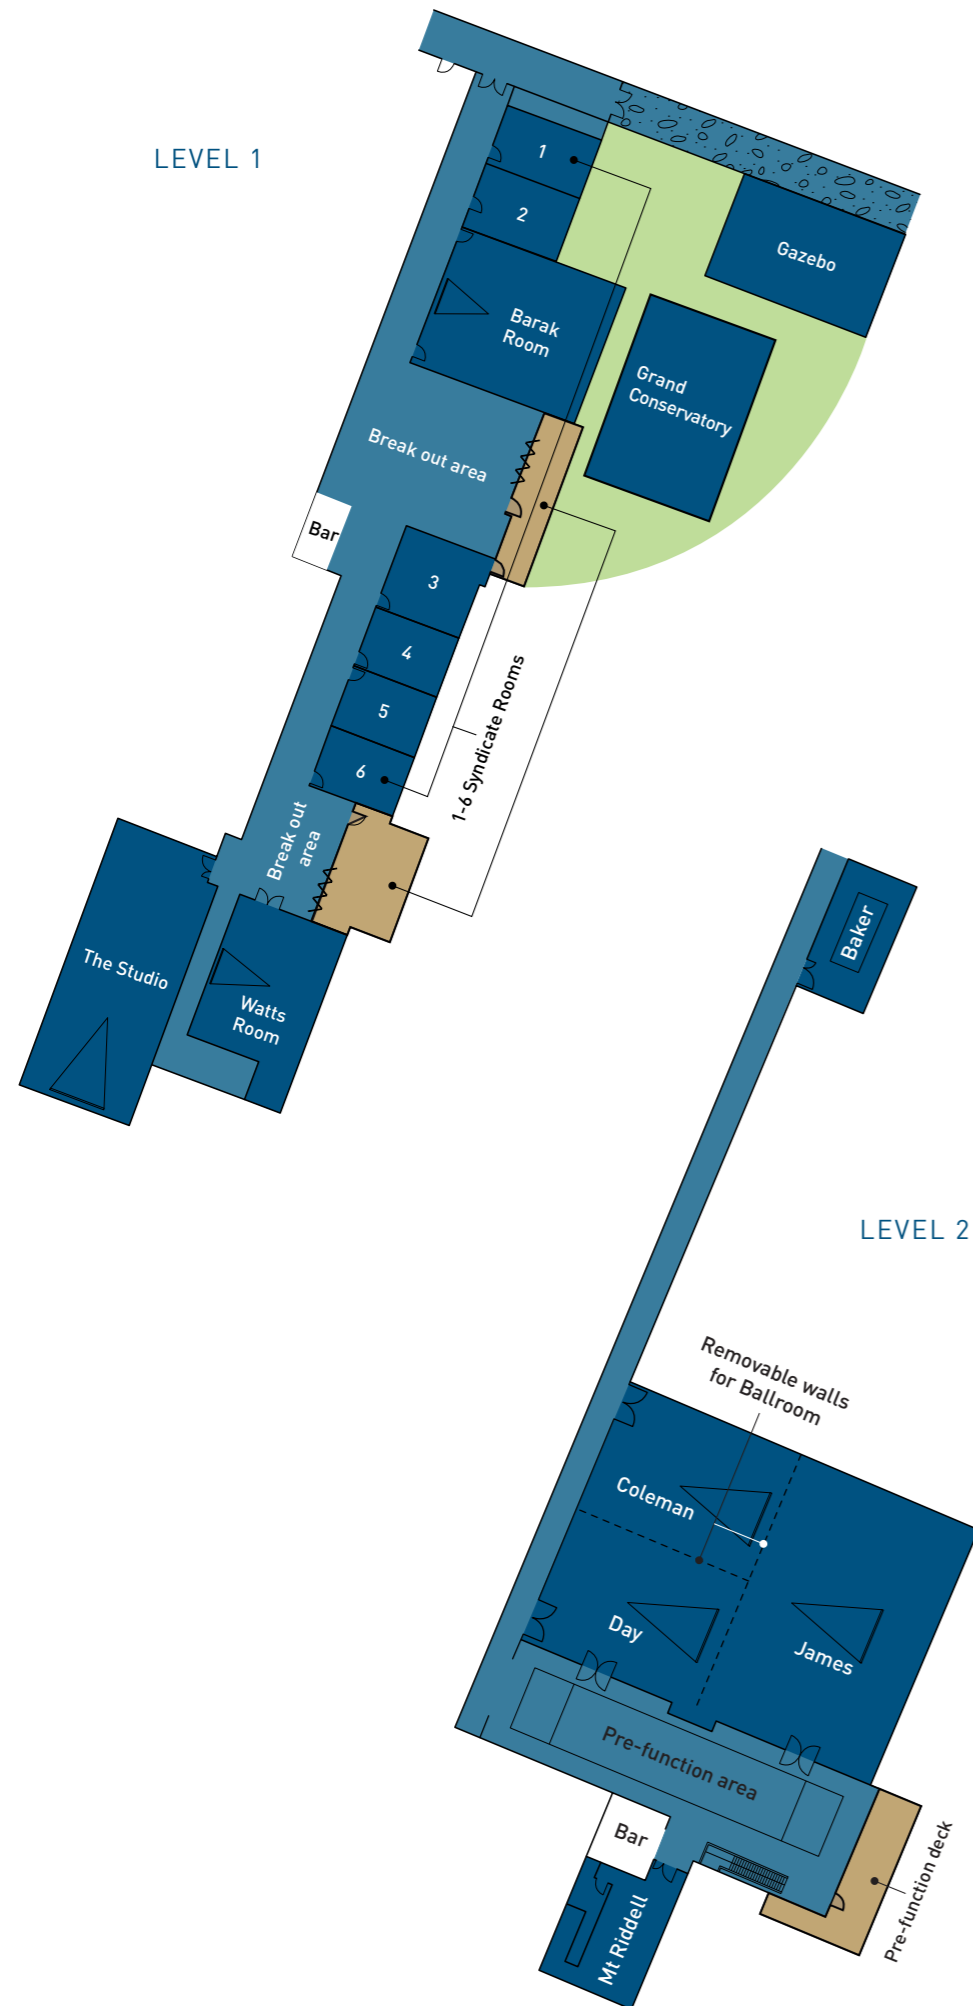 LEVEL 1
1
2
Gazebo
Barak
Room
Grand
Conservatory
Break out area
Bar
3
4
5
6
1-6 Syndicate Rooms
Break out
area
The Studio
Watts
Room
Baker
LEVEL 2
Removable walls
for Ballroom
Coleman
Day
James
Pre-function area
Bar
Pre-function deck
Mt Riddell